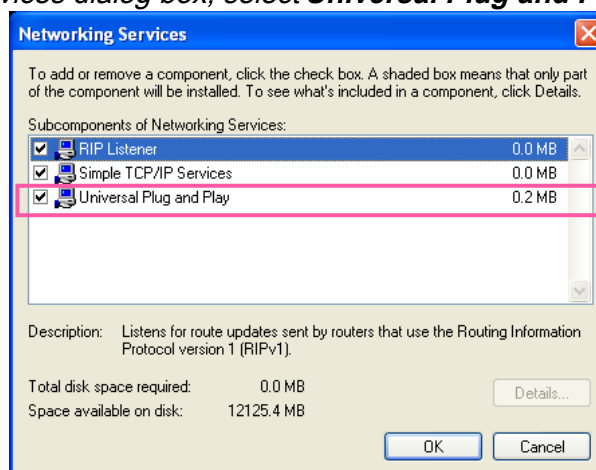 vices dialog box, select Universal Plug and P
Networking Services
To add or remove a component, click the check box. A shaded box means that only part
of the component will be installed. To see what's included in a component, click Details.
Subcomponents of Networking Services:
RIP Listener 0.0 MB
Simple TCP/IP Services 0.0 MB
Universal Plug and Play 0.2 MB
Description: Listens for route updates sent by routers that use the Routing Information
Protocol version 1 (RIPv1).
Total disk space required: 0.0 MB
Details...
Space available on disk: 12125.4 MB
OK Cancel